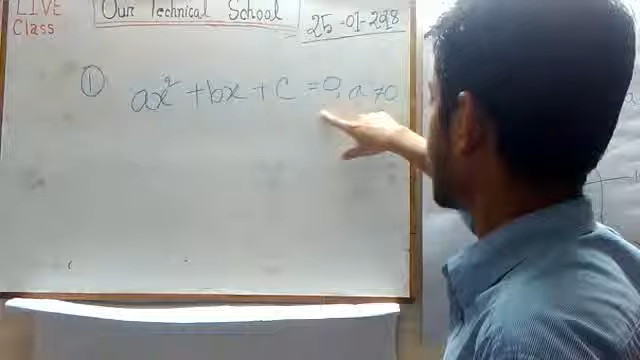 LIVE
Class
Our Technical School
25-01-2018
① ax² + bx + c = 0, a ≠ 0